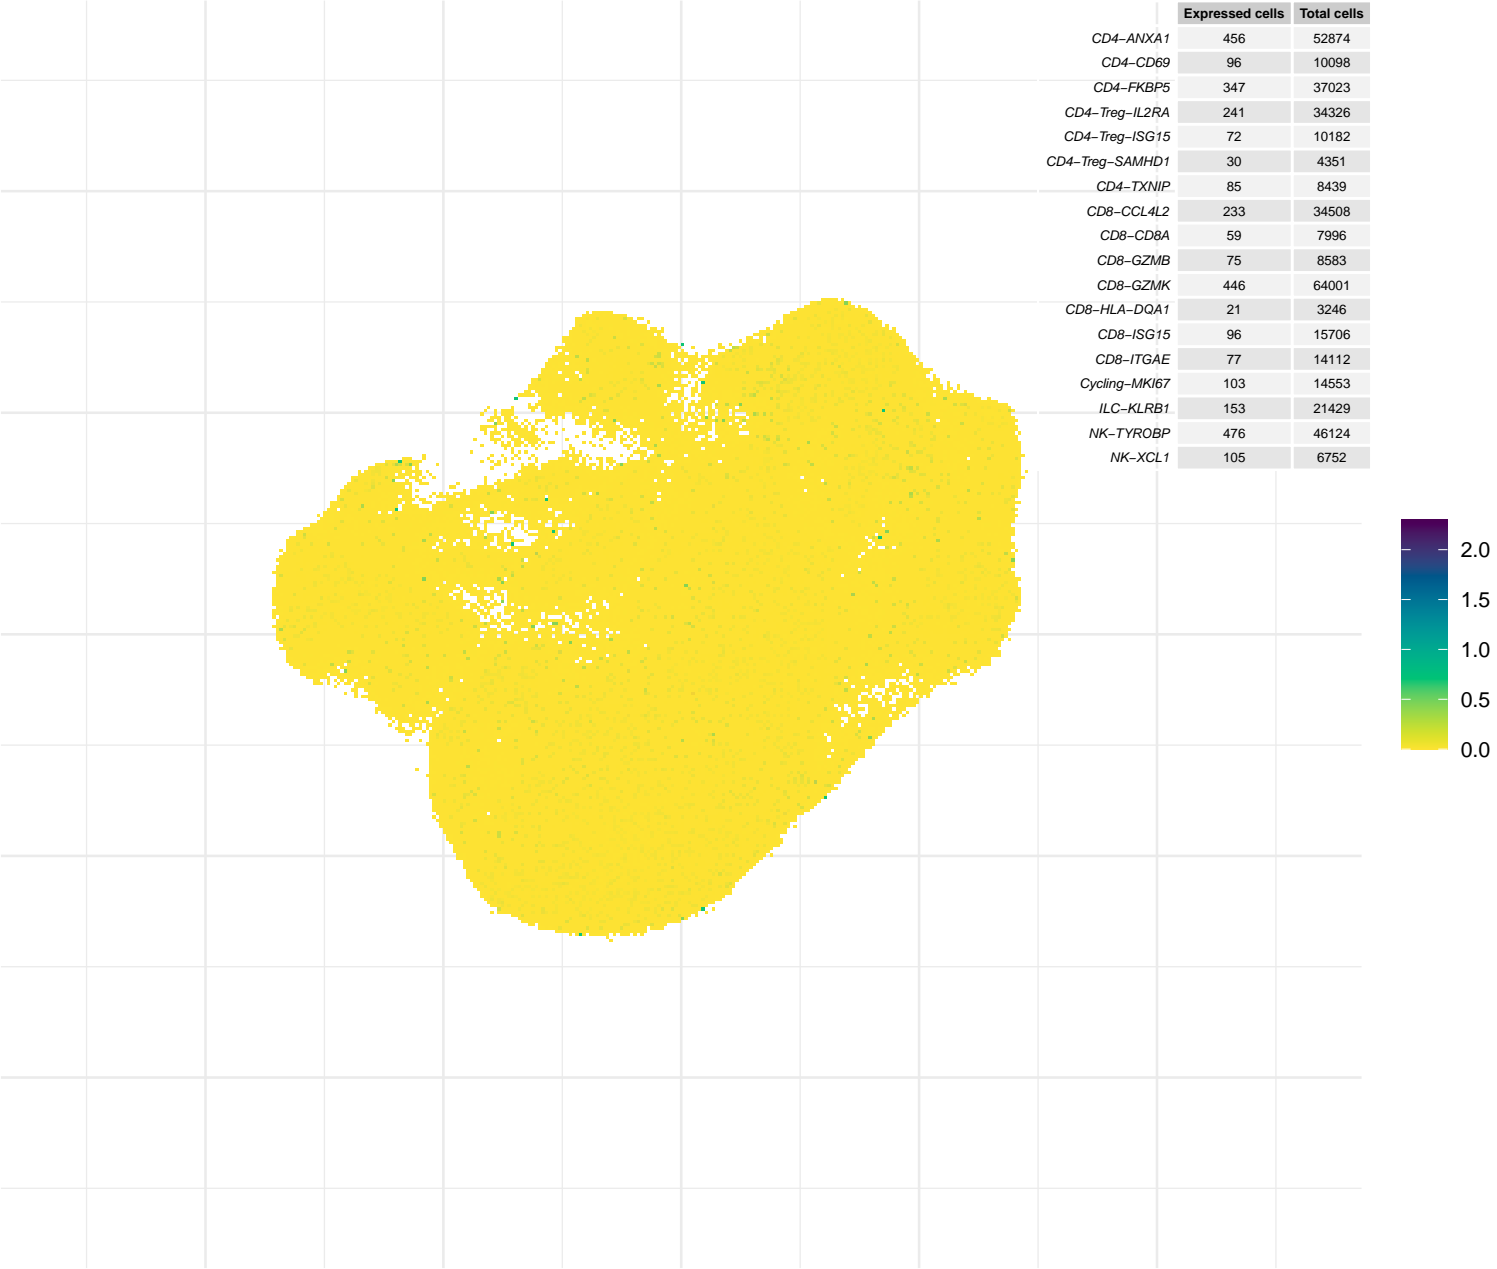 Expressed cells Total cells
CD4−ANXA1 456 52874
CD4−CD69 96 10098
CD4−FKBP5 347 37023
CD4−Treg−IL2RA 241 34326
CD4−Treg−ISG15 72 10182
CD4−Treg−SAMHD1 30 4351
CD4−TXNIP 85 8439
CD8−CCL4L2 233 34508
CD8−CD8A 59 7996
CD8−GZMB 75 8583
CD8−GZMK 446 64001
CD8−HLA−DQA1 21 3246
CD8−ISG15 96 15706
CD8−ITGAE 77 14112
Cycling−MKI67 103 14553
ILC−KLRB1 153 21429
NK−TYROBP 476 46124
NK−XCL1 105 6752
2.0
1.5
1.0
0.5
0.0